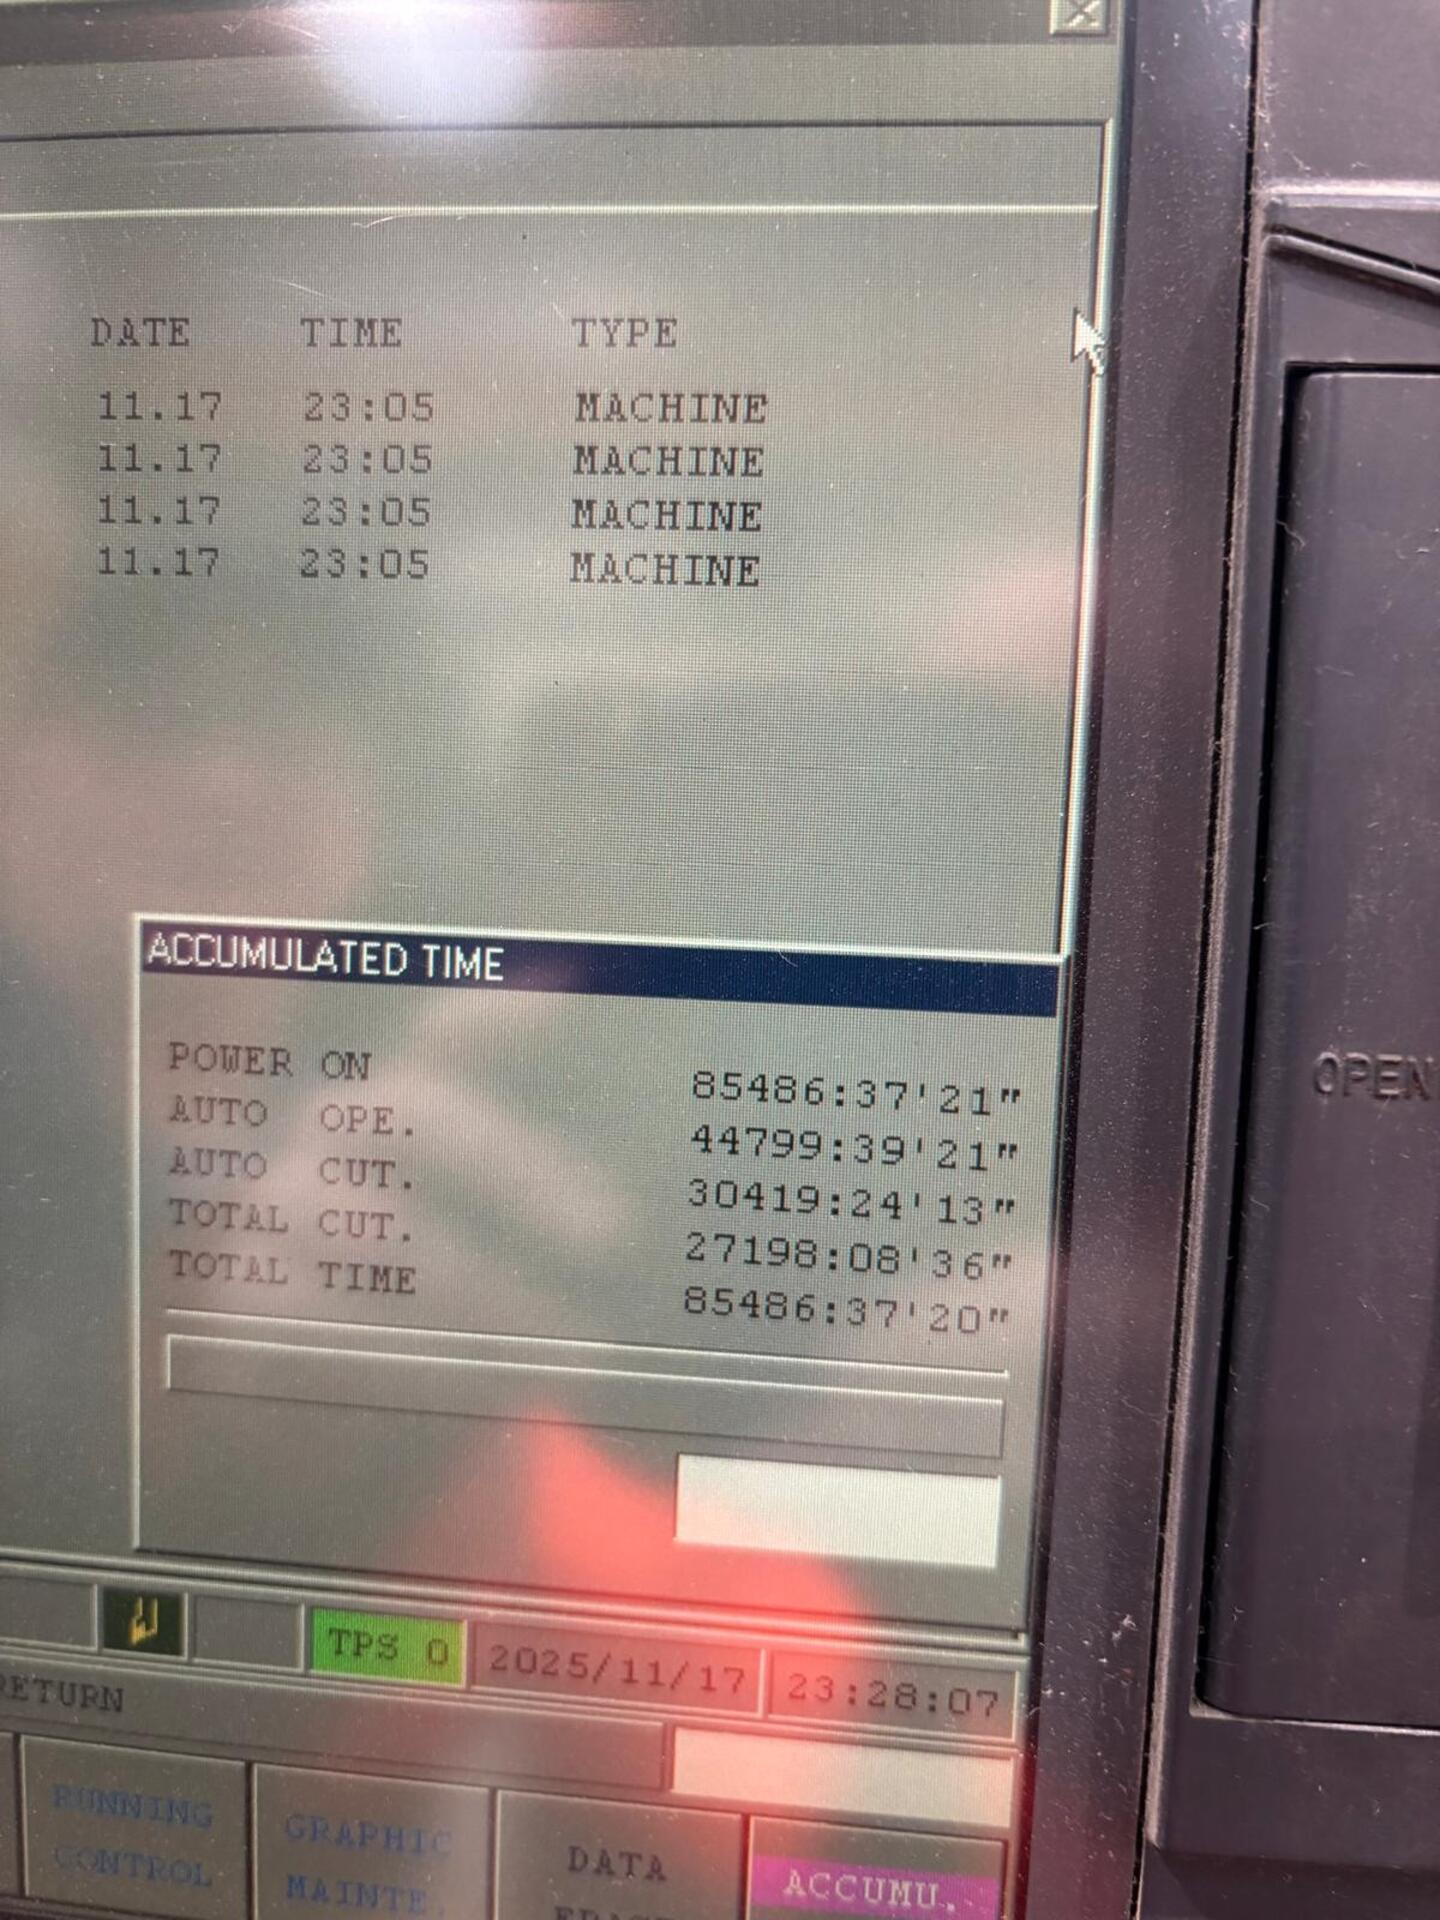 DATE TIME TYPE
11.17 23:05 MACHINE
11.17 23:05 MACHINE
11.17 23:05 MACHINE
11.17 23:05 MACHINE
ACCUMULATED TIME
POWER ON 85486:37'21"
AUTO OPE. 44799:39'21"
AUTO CUT. 30419:24'13"
TOTAL CUT. 27198:08'36"
TOTAL TIME 85486:37'20"
OPEN
TPS 0 2025/11/17 23:28:07
RETURN
RUNNING CONTROL
GRAPHIC MAINTE.
DATA
ACCUMU.